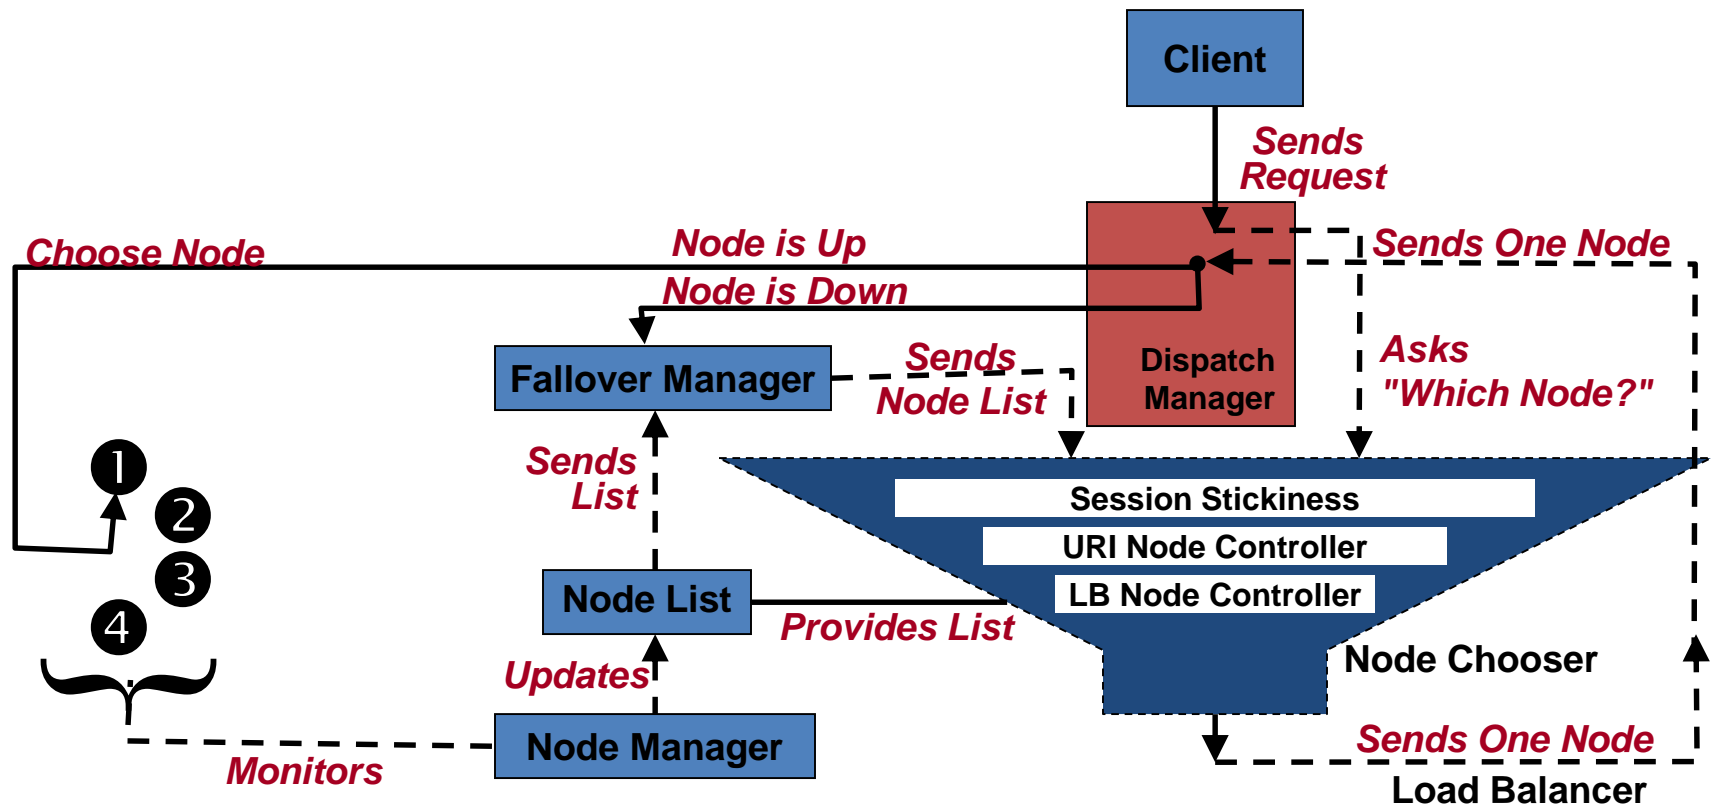 Client
Sends
Request
Choose Node
Node is Up
Sends One Node
Node is Down
Dispatch
Manager
Asks
"Which Node?"
Fallover Manager
Sends
Node List
1
2
3
4
Sends
List
Session Stickiness
URI Node Controller
LB Node Controller
Node List
Provides List
Node Chooser
Updates
Node Manager
Monitors
Sends One Node
Load Balancer